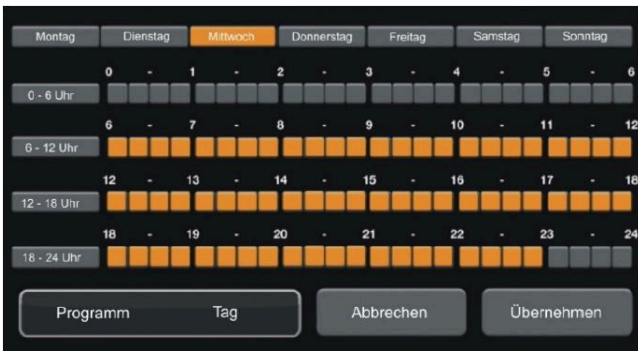 Montag Dienstag Mittwoch Donnerstag Freitag Samstag Sonntag
0 - 1 - 2 - 3 - 4 - 5 - 6
0 - 6 Uhr
6 - 7 - 8 - 9 - 10 - 11 - 12
6 - 12 Uhr
12 - 13 - 14 - 15 - 16 - 17 - 18
12 - 18 Uhr
18 - 19 - 20 - 21 - 22 - 23 - 24
18 - 24 Uhr
Programm Tag Abbrechen Übernehmen